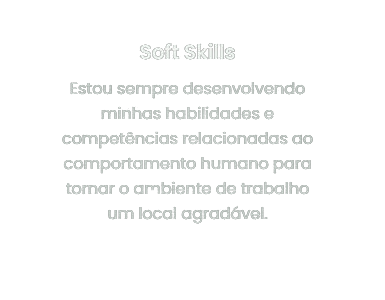 Soft Skills
Estou sempre desenvolvendo
minhas habilidades e
competências relacionadas ao
comportamento humano para
tornar o ambiente de trabalho
um local agradável.